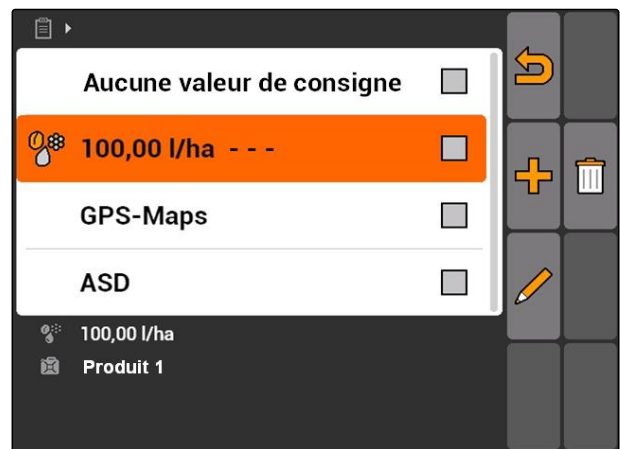 Aucune valeur de consigne
100,00 l/ha - - -
GPS-Maps
ASD
100,00 l/ha
Produit 1